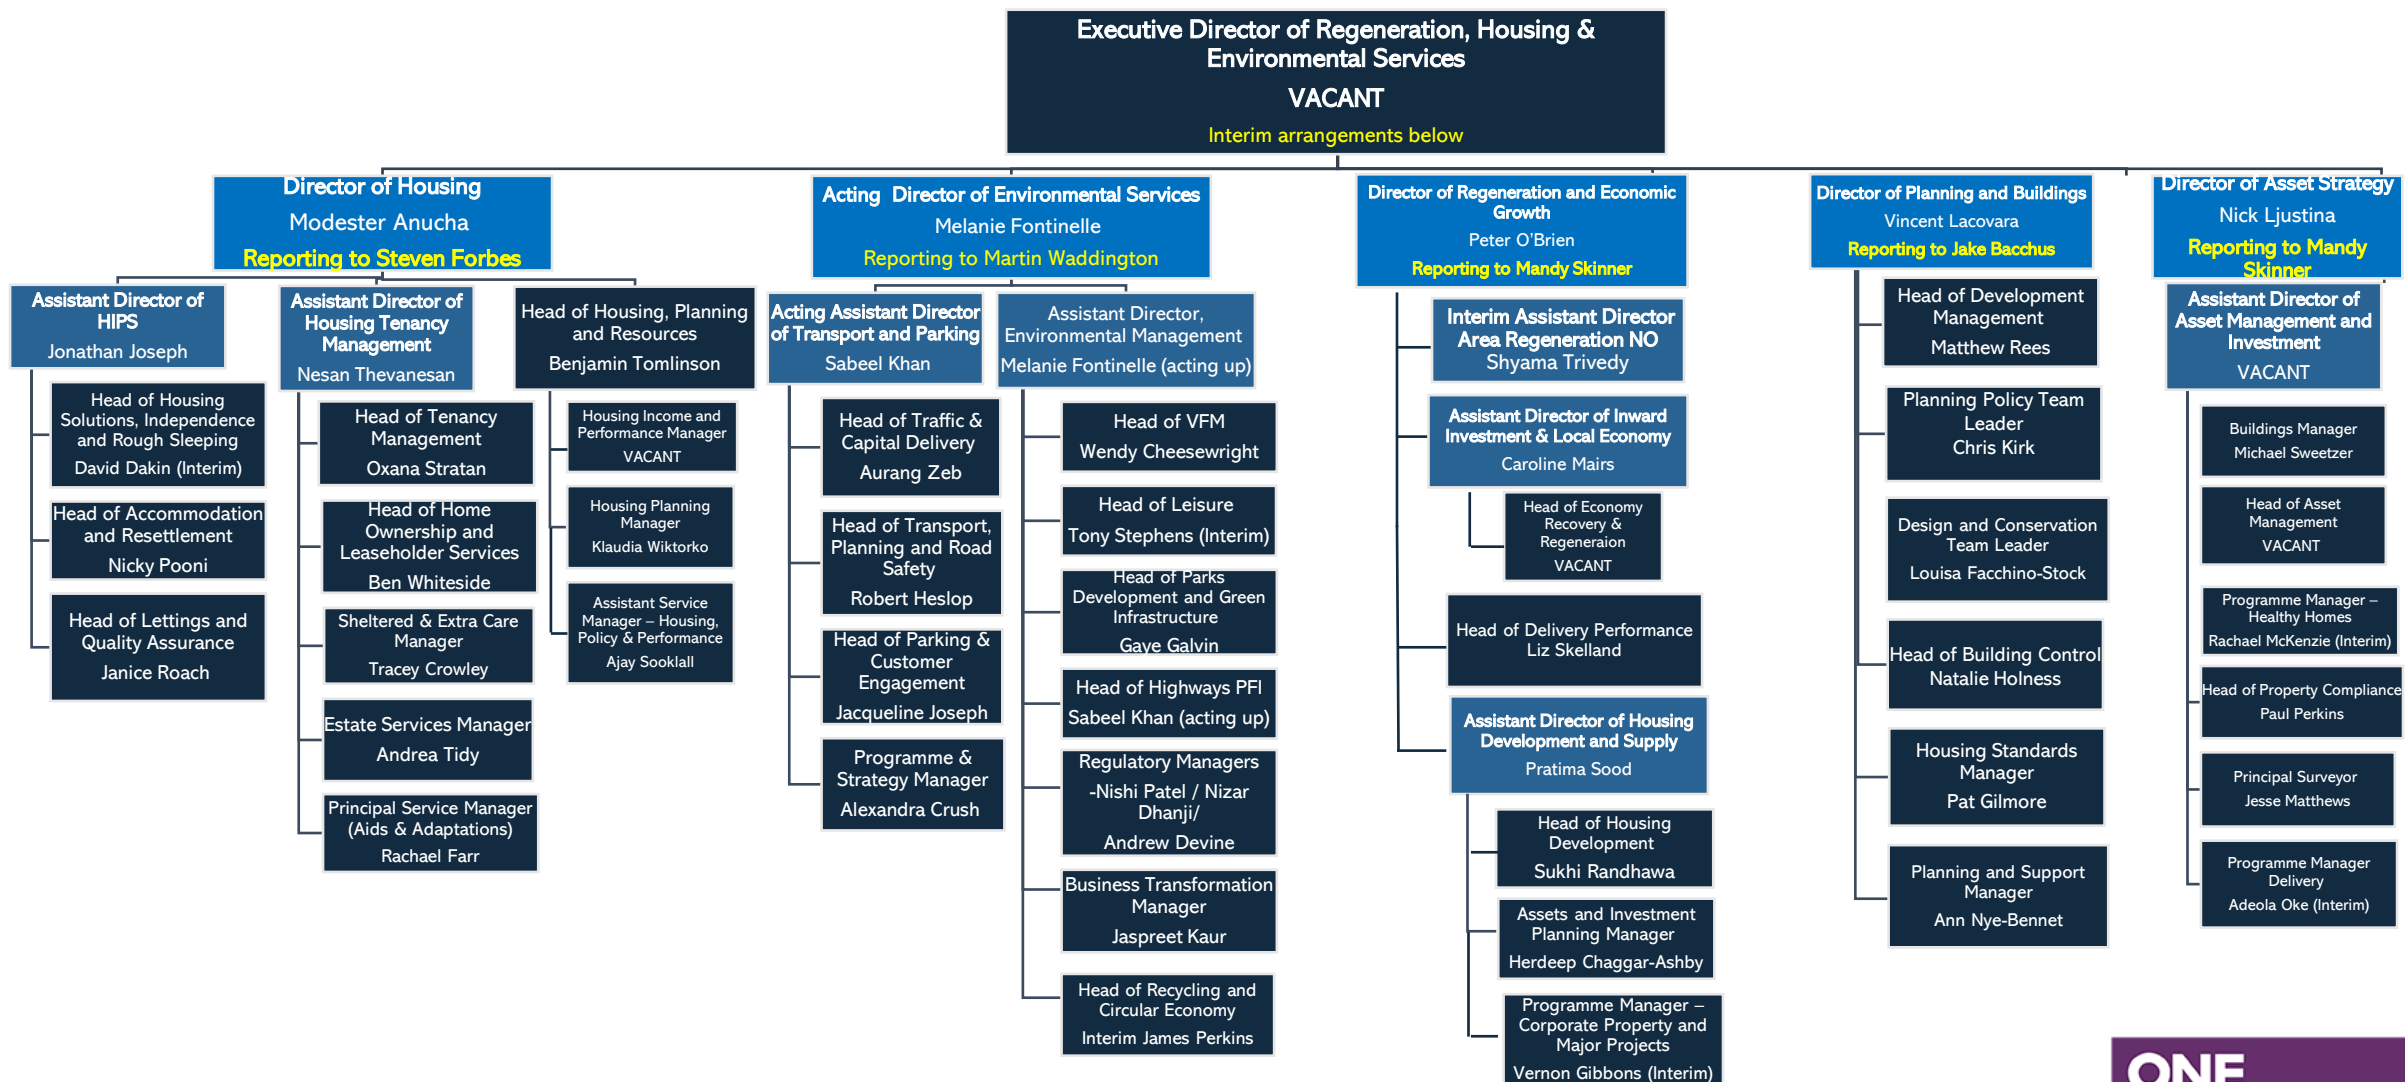 Executive Director of Regeneration, Housing &
Environmental Services
VACANT
Interim arrangements below
Director of Housing
Modester Anucha
Reporting to Steven Forbes
Assistant Director of
HIPS
Jonathan Joseph
Head of Housing
Solutions, Independence
and Rough Sleeping
David Dakin (Interim)
Head of Accommodation
and Resettlement
Nicky Pooni
Head of Lettings and
Quality Assurance
Janice Roach
Assistant Director of
Housing Tenancy
Management
Nesan Thevanesan
Head of Tenancy
Management
Oxana Stratan
Head of Home
Ownership and
Leaseholder Services
Ben Whiteside
Sheltered & Extra Care
Manager
Tracey Crowley
Estate Services Manager
Andrea Tidy
Principal Service Manager
(Aids & Adaptations)
Rachael Farr
Head of Housing, Planning
and Resources
Benjamin Tomlinson
Housing Income and
Performance Manager
VACANT
Housing Planning
Manager
Klaudia Wiktorko
Assistant Service
Manager – Housing,
Policy & Performance
Ajay Sooklall
Acting  Director of Environmental Services
Melanie Fontinelle
Reporting to Martin Waddington
Acting Assistant Director
of Transport and Parking
Sabeel Khan
Head of Traffic &
Capital Delivery
Aurang Zeb
Head of Transport,
Planning and Road
Safety
Robert Heslop
Head of Parking &
Customer
Engagement
Jacqueline Joseph
Programme &
Strategy Manager
Alexandra Crush
Assistant Director,
Environmental Management
Melanie Fontinelle (acting up)
Head of VFM
Wendy Cheesewright
Head of Leisure
Tony Stephens (Interim)
Head of Parks
Development and Green
Infrastructure
Gaye Galvin
Head of Highways PFI
Sabeel Khan (acting up)
Regulatory Managers
-Nishi Patel / Nizar
Dhanji/
Andrew Devine
Business Transformation
Manager
Jaspreet Kaur
Head of Recycling and
Circular Economy
Interim James Perkins
Director of Regeneration and Economic
Growth
Peter O'Brien
Reporting to Mandy Skinner
Interim Assistant Director
Area Regeneration NO
Shyama Trivedy
Assistant Director of Inward
Investment & Local Economy
Caroline Mairs
Head of Economy
Recovery &
Regeneraion
VACANT
Head of Delivery Performance
Liz Skelland
Assistant Director of Housing
Development and Supply
Pratima Sood
Head of Housing
Development
Sukhi Randhawa
Assets and Investment
Planning Manager
Herdeep Chaggar-Ashby
Programme Manager –
Corporate Property and
Major Projects
Vernon Gibbons (Interim)
Director of Planning and Buildings
Vincent Lacovara
Reporting to Jake Bacchus
Head of Development
Management
Matthew Rees
Planning Policy Team
Leader
Chris Kirk
Design and Conservation
Team Leader
Louisa Facchino-Stock
Head of Building Control
Natalie Holness
Housing Standards
Manager
Pat Gilmore
Planning and Support
Manager
Ann Nye-Bennet
Director of Asset Strategy
Nick Ljustina
Reporting to Mandy
Skinner
Assistant Director of
Asset Management and
Investment
VACANT
Buildings Manager
Michael Sweetzer
Head of Asset
Management
VACANT
Programme Manager –
Healthy Homes
Rachael McKenzie (Interim)
Head of Property Compliance
Paul Perkins
Principal Surveyor
Jesse Matthews
Programme Manager
Delivery
Adeola Oke (Interim)
ONE